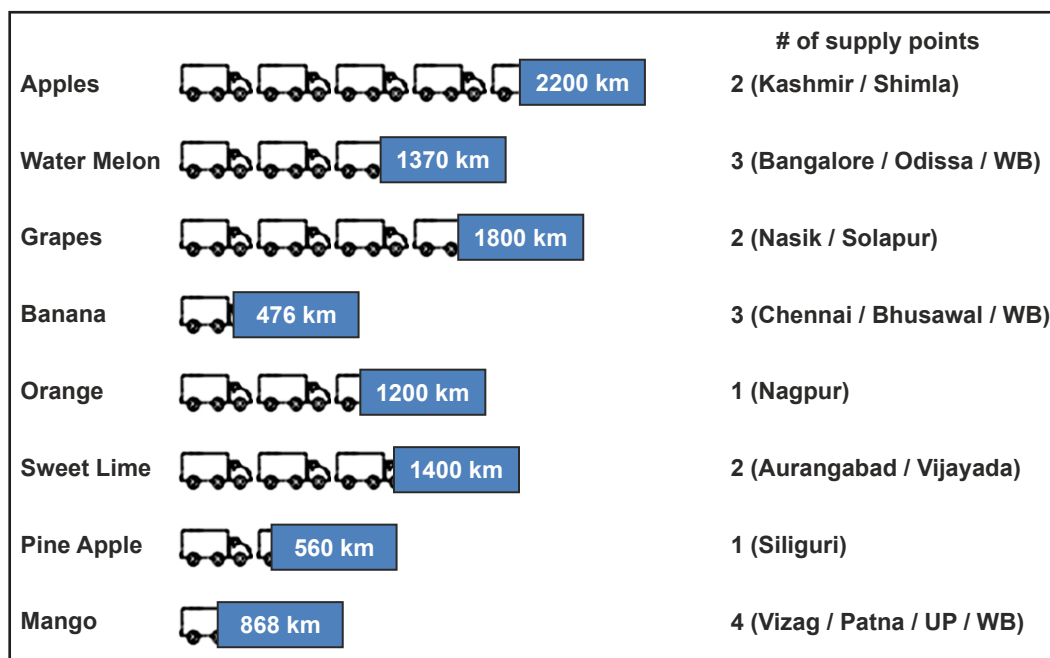 # of supply points
Apples 2200 km 2 (Kashmir / Shimla)
Water Melon 1370 km 3 (Bangalore / Odissa / WB)
Grapes 1800 km 2 (Nasik / Solapur)
Banana 476 km 3 (Chennai / Bhusawal / WB)
Orange 1200 km 1 (Nagpur)
Sweet Lime 1400 km 2 (Aurangabad / Vijayada)
Pine Apple 560 km 1 (Siliguri)
Mango 868 km 4 (Vizag / Patna / UP / WB)